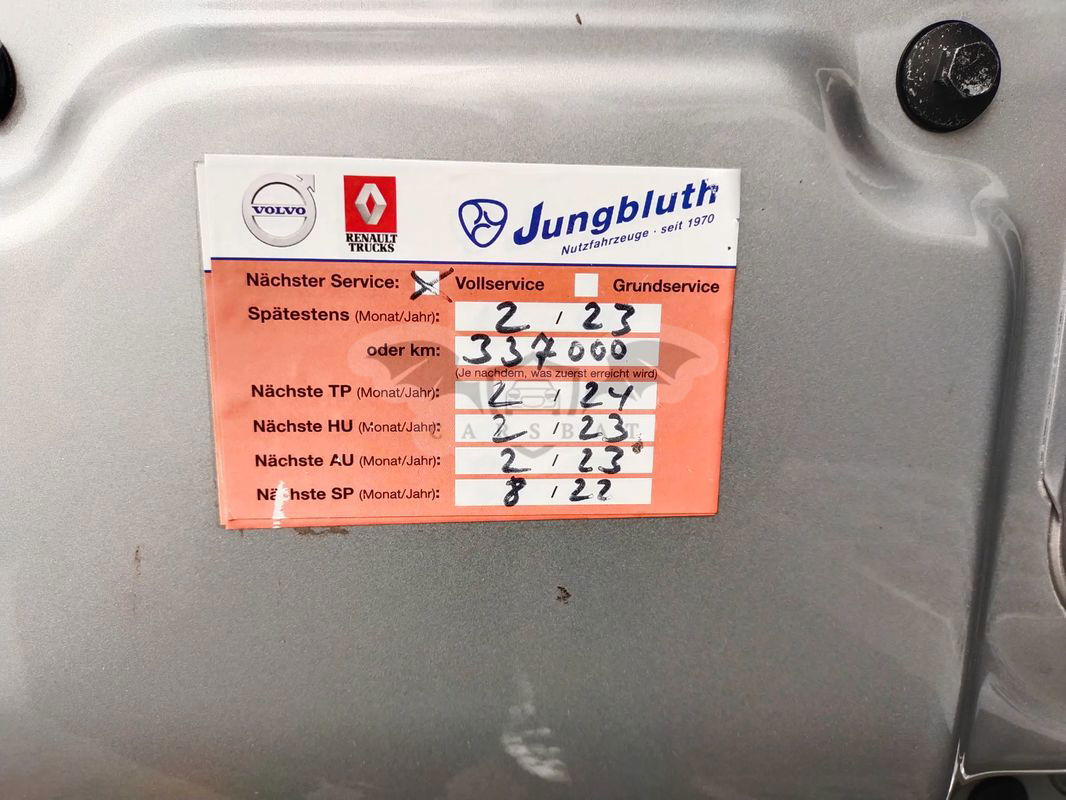 VOLVO
RENAULT
TRUCKS
Jungbluth
Nutzfahrzeuge · seit 1970
Nächster Service: X Vollservice Grundservice
Spätestens (Monat/Jahr): 2 / 23
oder km: 337000
(Je nachdem, was zuerst erreicht wird)
Nächste TP (Monat/Jahr): 2 / 24
Nächste HU (Monat/Jahr): 2 / 23
CARSBAT
Nächste AU (Monat/Jahr): 2 / 23
Nächste SP (Monat/Jahr): 8 / 22